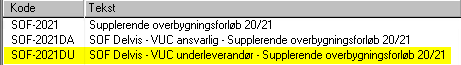 Kode Tekst
SOF-2021 Supplerende overbygningsforløb 20/21
SOF-2021DA SOF Delvis - VUC ansvarlig - Supplerende overbygningsforløb 20/21
SOF-2021DU SOF Delvis - VUC underleverandør - Supplerende overbygningsforløb 20/21